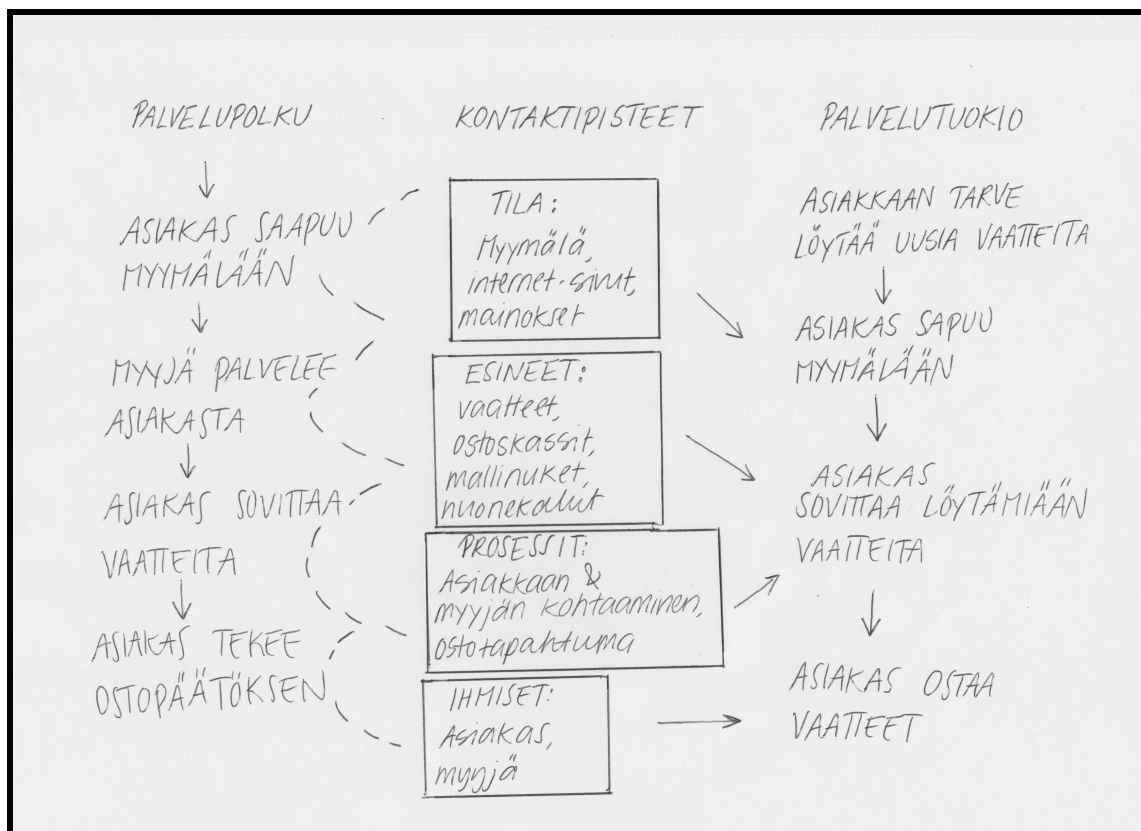 PALVELUPOLKU
ASIAKAS SAAPUU
MYYMÄLÄÄN
MYYJÄ PALVELEE
ASIAKASTA
ASIAKAS SOVITTAA
VAATTEITA
ASIAKAS TEKEE
OSTOPÄÄTÖKSEN
KONTAKTIPISTEET
TILA:
Myymälä,
internet-sivut,
mainokset
ESINEET:
vaatteet,
ostoskassit,
mallinuket,
huonekalut
PROSESSIT:
Asiakkaan &
myyjän kohtaaminen,
ostotapahtuma
IHMISET:
Asiakas,
myyjä
PALVELUTUOKIO
ASIAKKAAN TARVE
LÖYTÄÄ UUSIA VAATTEITA
ASIAKAS SAPUU
MYYMÄLÄÄN
ASIAKAS
SOVITTAA LÖYTÄMIÄÄN
VAATTEITA
ASIAKAS OSTAA
VAATTEET